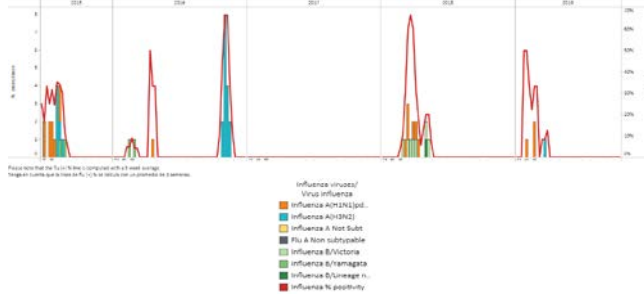 2015 2016 2017 2018 2019
8 70%
7 60%
6 50%
5
4 40%
3 30%
2 20%
1 10%
0 0%
Please note that the Flu (+) % line is computed with a 3 week average.
Tenga en cuenta que la línea de flu (+) % se calcula con un promedio de 3 semanas.
Influenza viruses/
Virus influenza
Influenza A(H1N1)pd..
Influenza A(H3N2)
Influenza A Not Subt
Flu A Non subtypable
Influenza B/Victoria
Influenza B/Yamagata
Influenza B/Lineage n..
Influenza % positivity